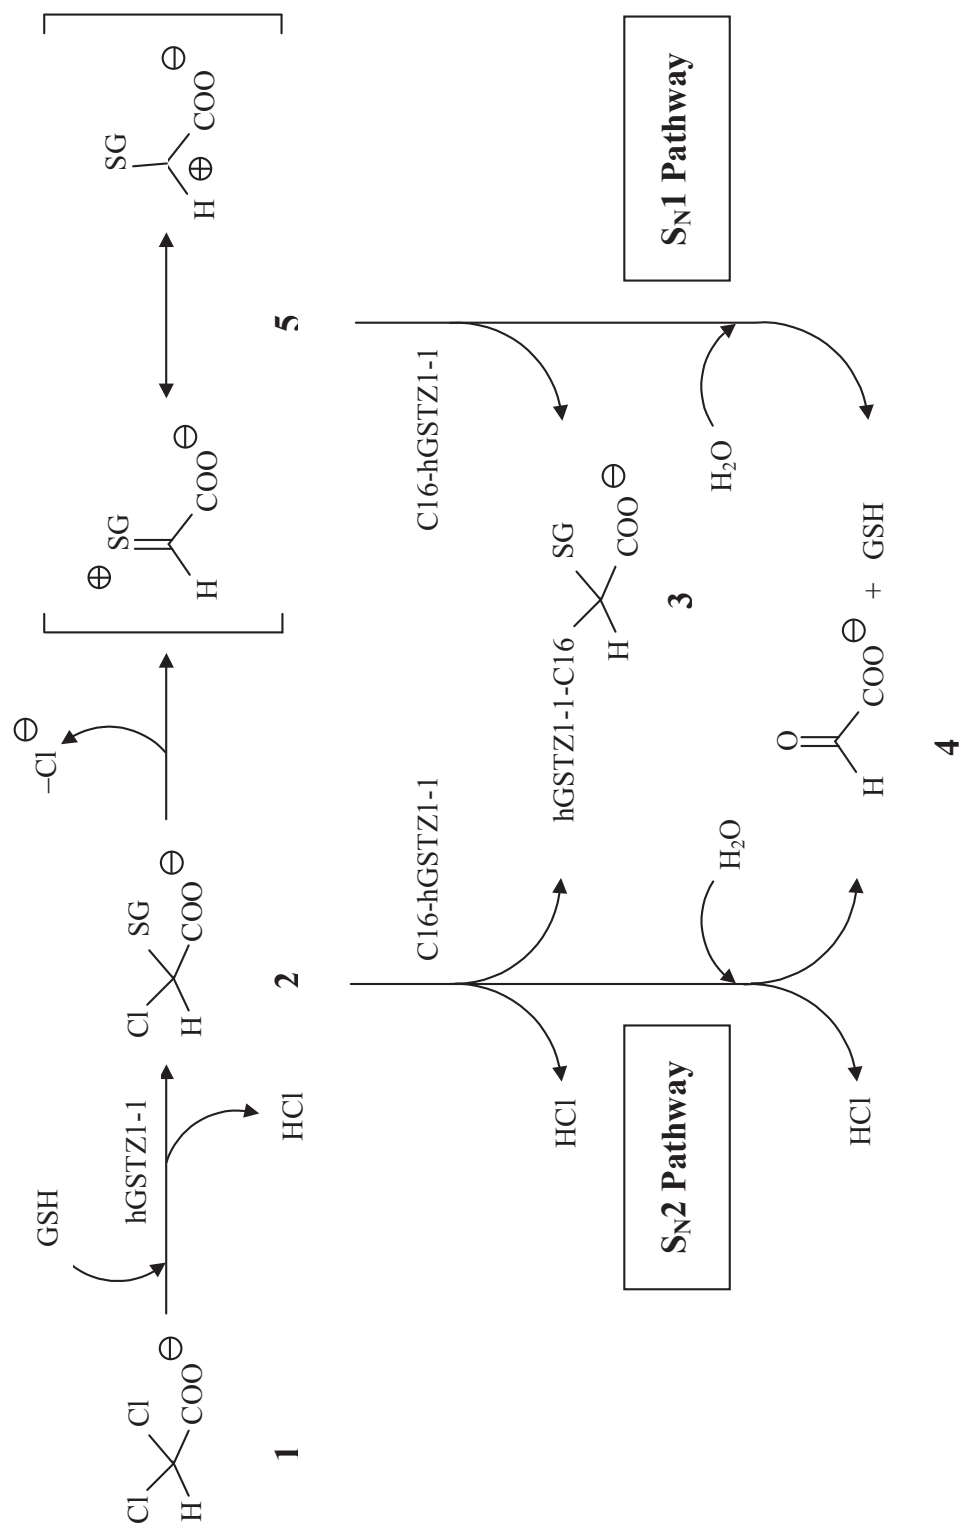 Cl
Cl
H
COO
⊖
1
GSH
hGSTZ1-1
HCl
Cl
SG
H
COO
⊖
2
–Cl
⊖
⊕
SG
H
COO
⊖
SG
H
⊕
COO
⊖
5
C16-hGSTZ1-1
C16-hGSTZ1-1
HCl
hGSTZ1-1-C16
SG
H
COO
⊖
3
SN2 Pathway
H2O
H2O
SN1 Pathway
HCl
O
H
COO
⊖
+ GSH
4